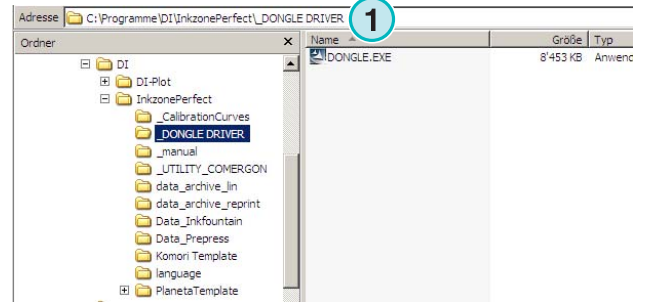 Adresse C:\Programme\DI\InkzonePerfect\_DONGLE DRIVER
1
Ordner x Name Größe Typ
DI DONGLE.EXE 8'453 KB Anwend
DI-Plot
InkzonePerfect
_CalibrationCurves
_DONGLE DRIVER
_manual
_UTILITY_COMERGON
data_archive_lin
data_archive_reprint
Data_Inkfountain
Data_Prepress
Komori Template
language
PlanetaTemplate